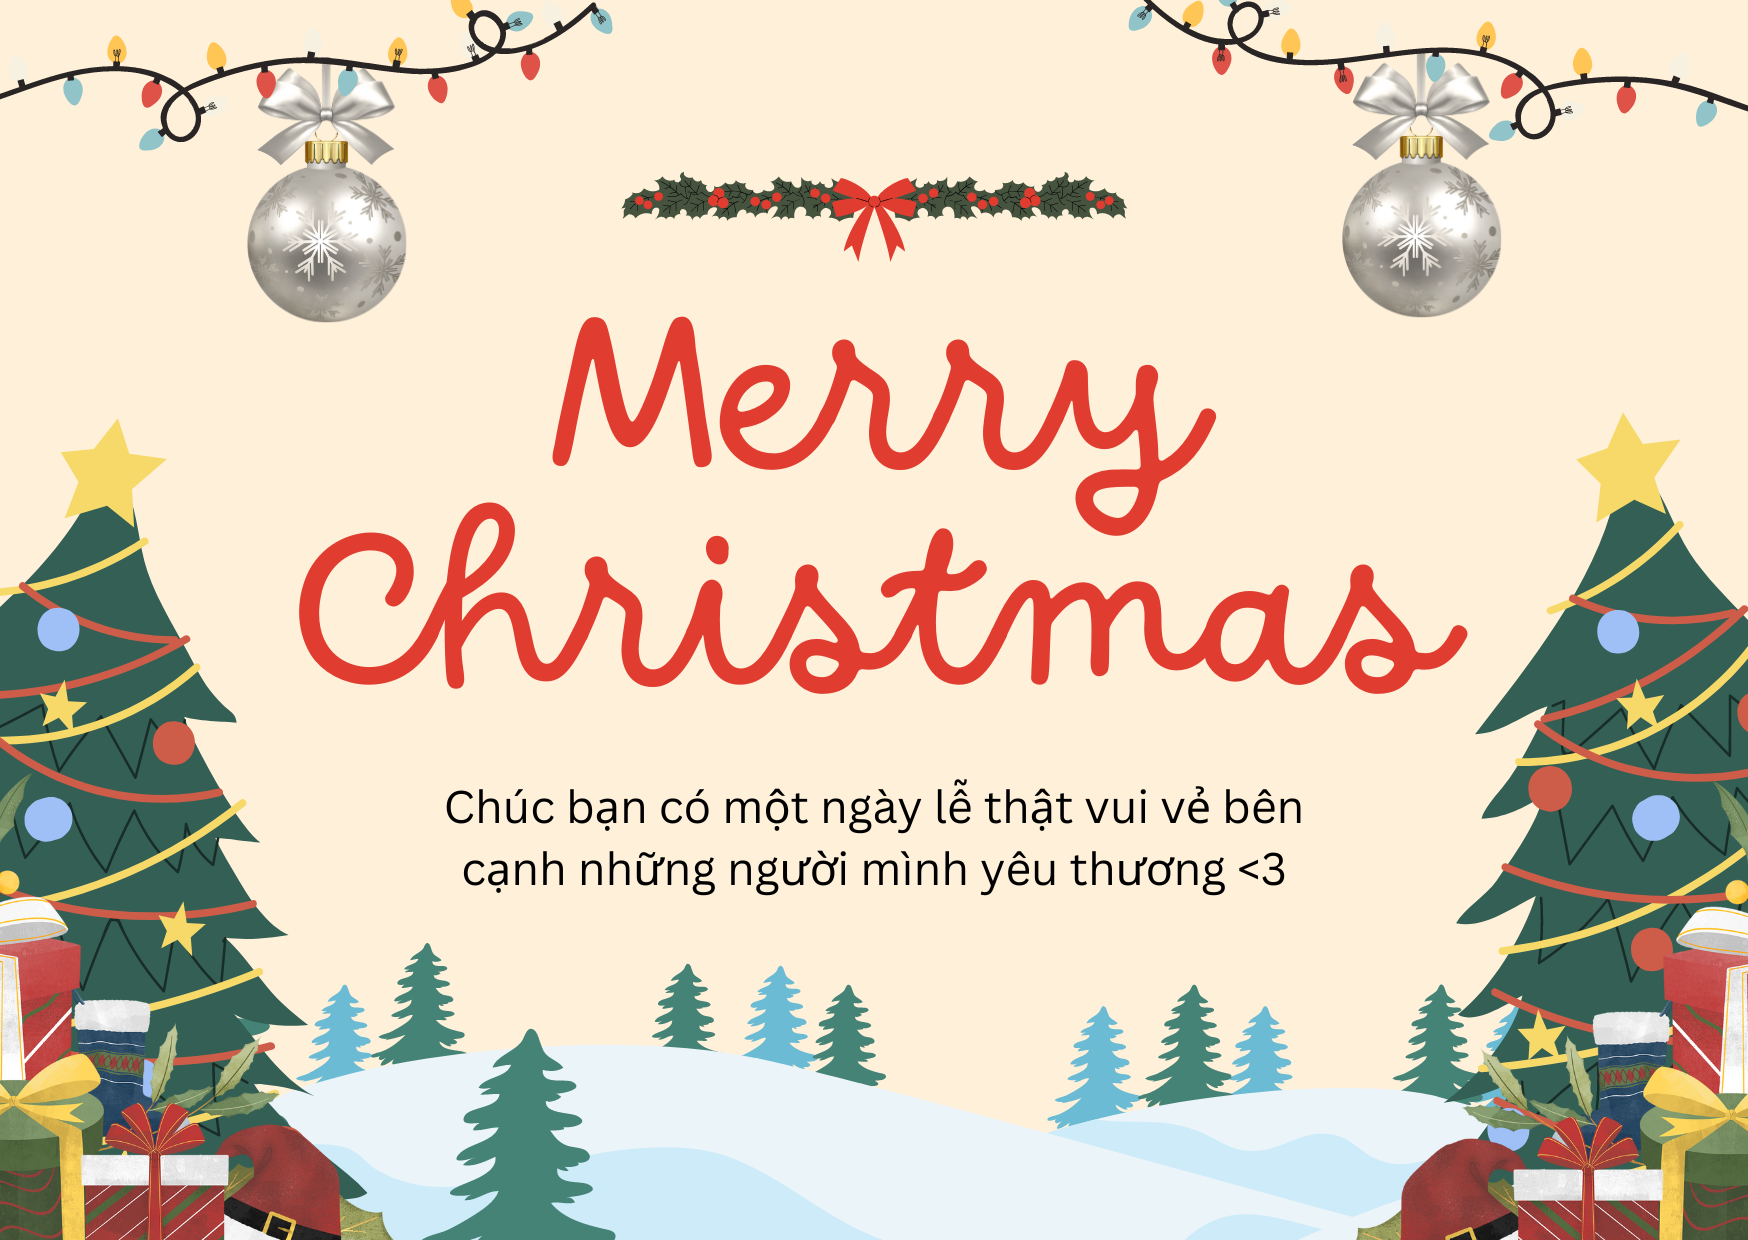 Merry
Christmas
Chúc bạn có một ngày lễ thật vui vẻ bên
cạnh những người mình yêu thương <3